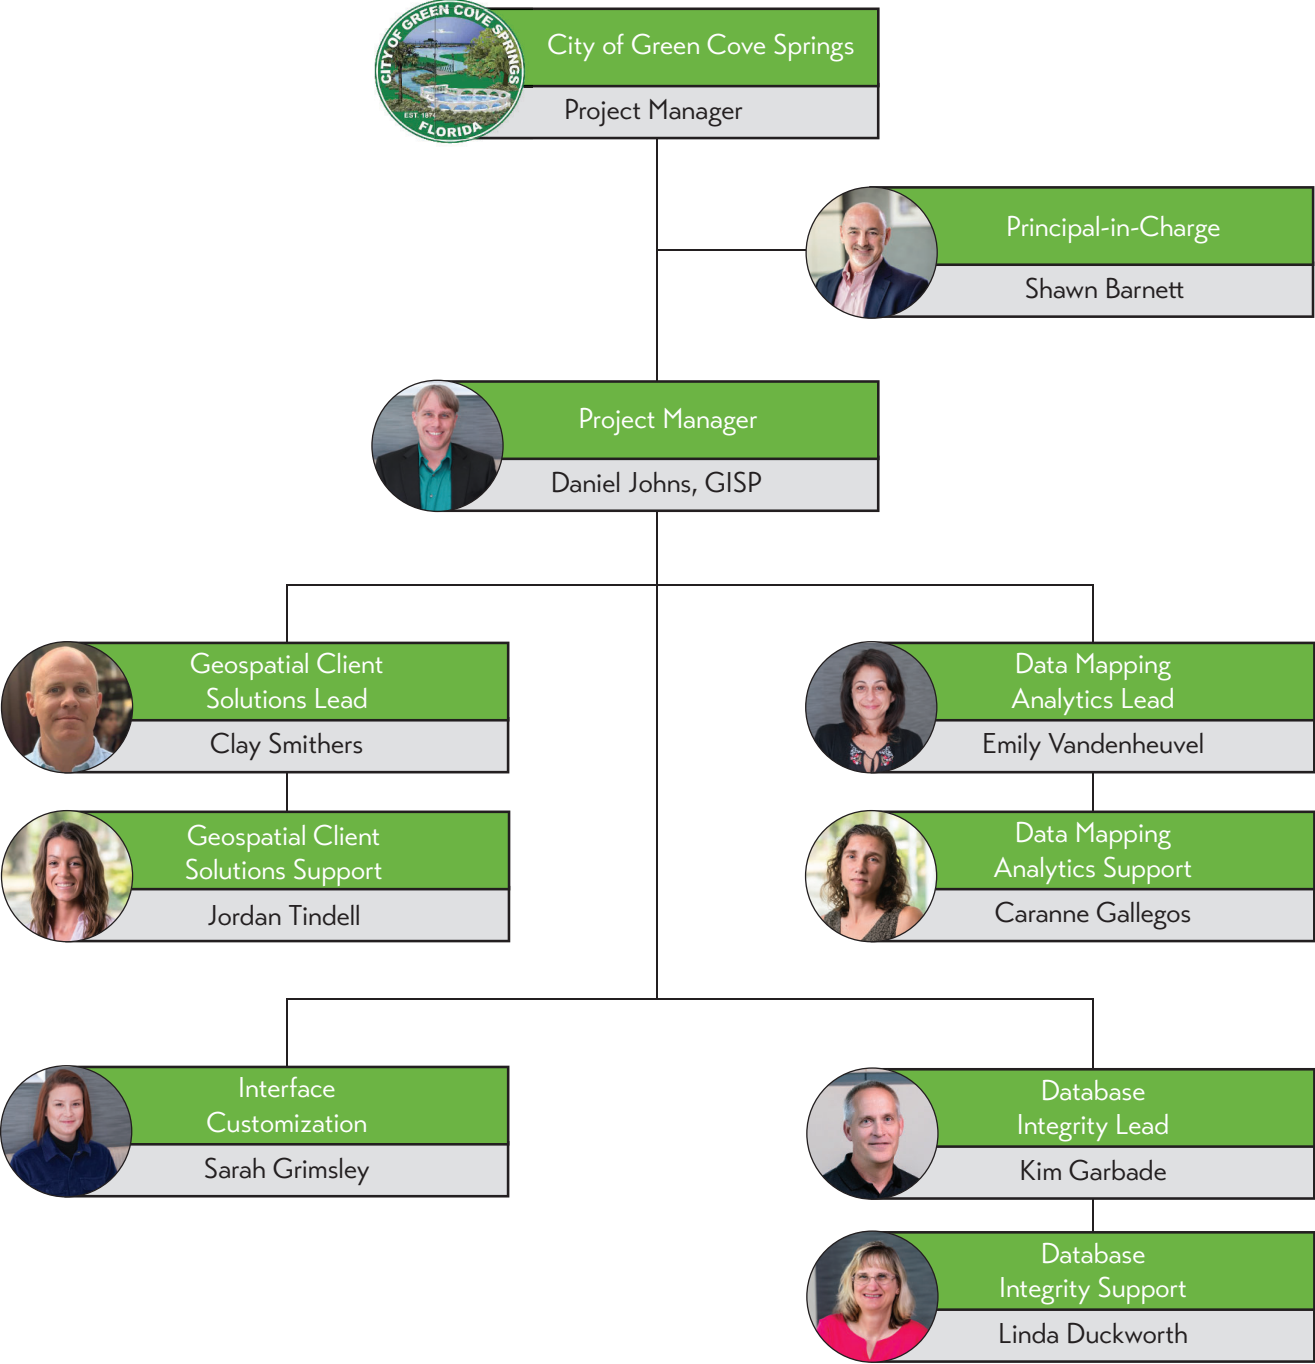 CITY OF GREEN COVE SPRINGS
EST. 1874
FLORIDA
City of Green Cove Springs
Project Manager
Principal-in-Charge
Shawn Barnett
Project Manager
Daniel Johns, GISP
Geospatial Client
Solutions Lead
Clay Smithers
Data Mapping
Analytics Lead
Emily Vandenheuvel
Geospatial Client
Solutions Support
Jordan Tindell
Data Mapping
Analytics Support
Caranne Gallegos
Interface
Customization
Sarah Grimsley
Database
Integrity Lead
Kim Garbade
Database
Integrity Support
Linda Duckworth